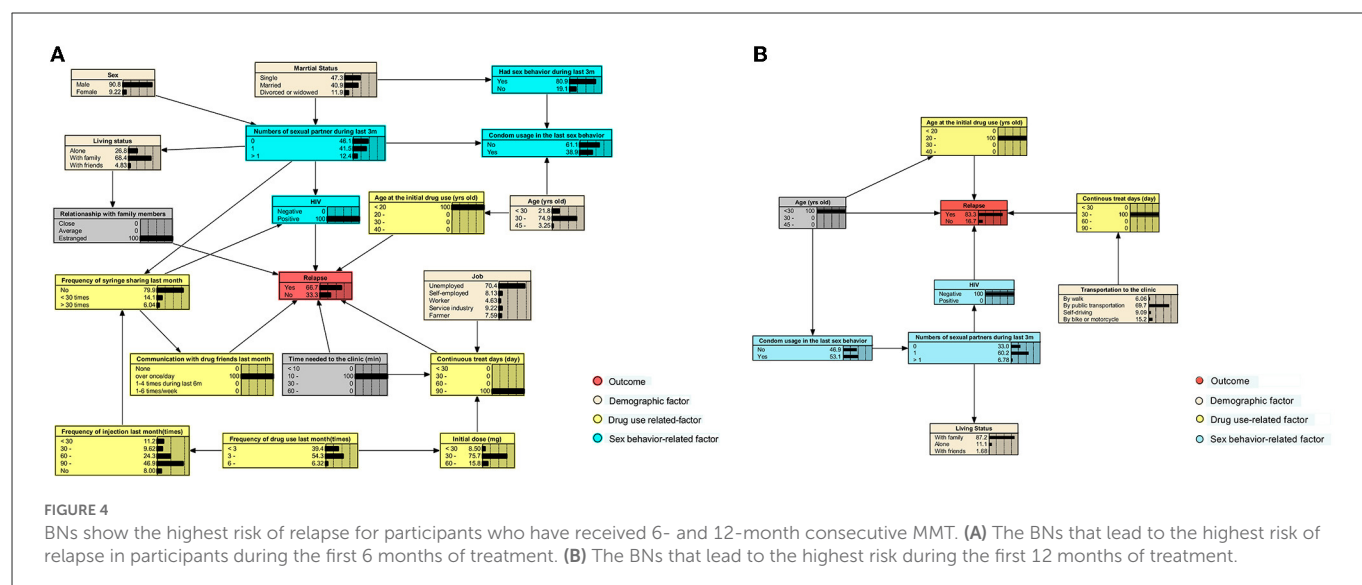 A
Sex
Male 90.8
Female 9.22
Marrtial Status
Single 47.3
Married 40.9
Divorced or widowed 11.9
Had sex behavior during last 3m
Yes 80.9
No 19.1
Living status
Alone 26.8
With family 68.4
With friends 4.83
Numbers of sexual partner during last 3m
0 46.1
1 41.5
> 1 12.4
Condom usage in the last sex behavior
No 61.1
Yes 38.9
Relationaship with family members
Close 0
Average 0
Estranged 100
HIV
Negative 0
Positive 100
Age at the initial drug use (yrs old)
< 20 100
20 - 0
30 - 0
40 - 0
Age (yrs old)
<30 21.8
30 - 74.9
45 - 3.25
Frequency of syringe sharing last month
No 79.9
< 30 times 14.1
> 30 times 6.04
Relapse
Yes 66.7
No 33.3
Job
Unemployed 70.4
Self-employed 8.13
Worker 4.63
Service industry 9.22
Farmer 7.59
Communication with drug friends last month
None 0
over once/day 100
1-4 times during last 6m 0
1-6 times/week 0
Time needed to the clinic (min)
< 10 0
10 - 100
30 - 0
60 - 0
Continuous treat days (day)
< 30 0
30 - 0
60 - 0
90 - 100
Frequency of injection last month(times)
< 30 11.2
30 - 9.62
60 - 24.3
90 - 46.9
No 8.00
Frequency of drug use last month(times)
< 3 39.4
3 - 54.3
6 - 6.32
Initial dose (mg)
<30 8.50
30 - 75.7
60 - 15.8
Outcome
Demographic factor
Drug use related-factor
Sex behavior-related factor
B
Age at the initial drug use (yrs old)
< 20 0
20 - 100
30 - 0
40 - 0
Age (yrs old)
<30 100
30 - 0
45 - 0
Relapse
Yes 83.3
No 16.7
Continous treat days (day)
< 30 0
30 - 100
60 - 0
90 - 0
HIV
Negative 100
Positive 0
Transportation to the clinic
By walk 6.06
By public transportation 69.7
Self-driving 9.09
By bike or motorcycle 15.2
Condom usage in the last sex behavior
No 46.9
Yes 53.1
Numbers of sexual partners during last 3m
0 33.0
1 60.2
> 1 6.78
Living Status
With family 87.2
Alone 11.1
With friends 1.68
Outcome
Demographic factor
Drug use-related factor
Sex behavior-related factor
FIGURE 4
BNs show the highest risk of relapse for participants who have received 6- and 12-month consecutive MMT. (A) The BNs that lead to the highest risk of
relapse in participants during the first 6 months of treatment. (B) The BNs that lead to the highest risk during the first 12 months of treatment.